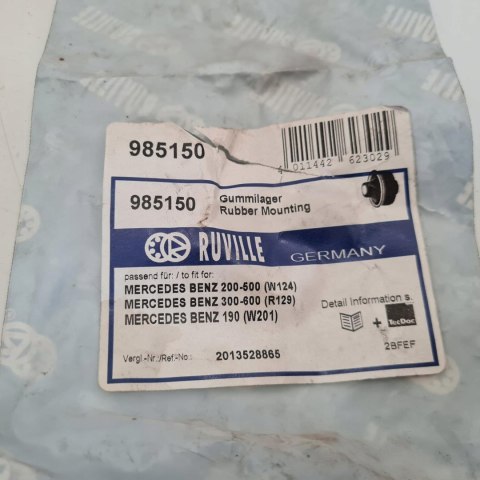 985150
4 011442 623029
985150
Gummilager
Rubber Mounting
RUVILLE
GERMANY
passend für: / to fit for:
MERCEDES BENZ 200-500 (W124)
MERCEDES BENZ 300-600 (R129)
MERCEDES BENZ 190 (W201)
Detail Information s.
+
TecDoc
2BFEF
Vergl-Nr./Ref-No.:
2013528865